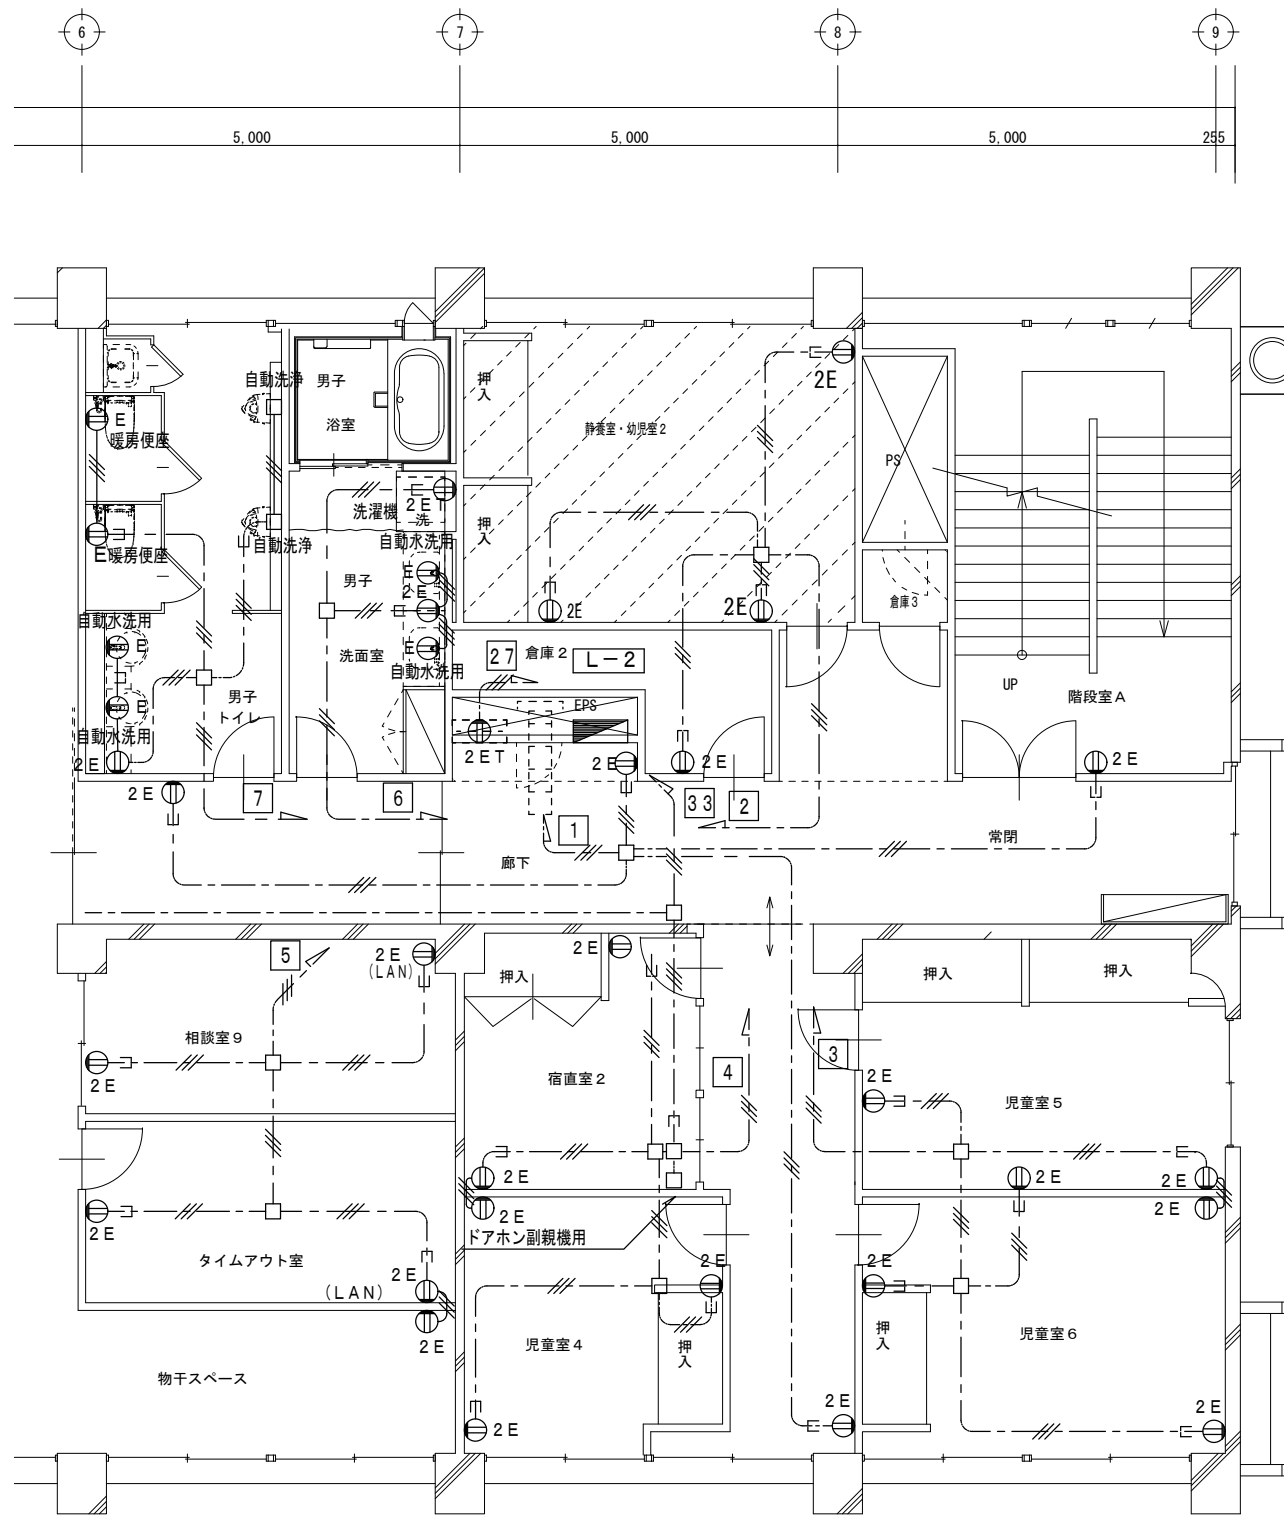 6
7
8
9
5,000
5,000
5,000
255
自動洗浄
男子
浴室
押入
静養室・幼児室2
2E
E
暖房便座
PS
洗濯機
2ET
洗
押入
自動洗浄
自動水洗用
E
暖房便座
男子
E
2E
倉庫3
2E
2E
自動水洗用
E
洗面室
E
自動水洗用
27
倉庫2
L-2
男子
トイレ
E
EPS
UP
階段室A
自動水洗用
2E
2ET
2E
2E
2E
2E
7
6
33
2
1
廊下
常閉
5
2E
(LAN)
2E
押入
押入
押入
相談室9
2E
宿直室2
4
3
2E
児童室5
2E
2E
2E
2E
2E
2E
ドアホン副親機用
タイムアウト室
2E
(LAN)
2E
2E
2E
児童室4
押入
押入
児童室6
物干スペース
2E
2E
2E